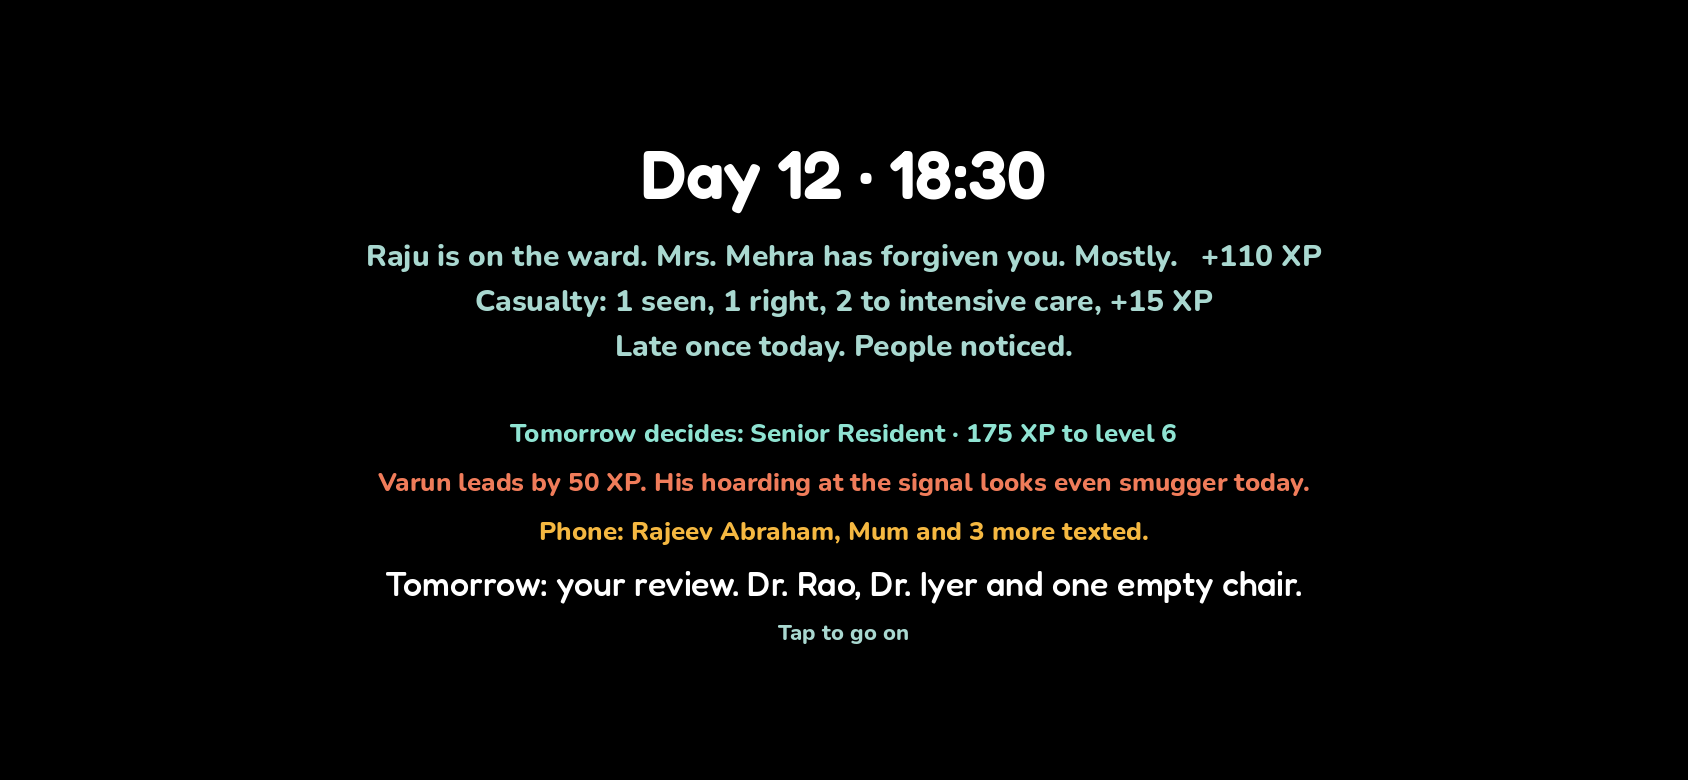 Day 12 · 18:30
Raju is on the ward. Mrs. Mehra has forgiven you. Mostly. +110 XP
Casualty: 1 seen, 1 right, 2 to intensive care, +15 XP
Late once today. People noticed.
Tomorrow decides: Senior Resident · 175 XP to level 6
Varun leads by 50 XP. His hoarding at the signal looks even smugger today.
Phone: Rajeev Abraham, Mum and 3 more texted.
Tomorrow: your review. Dr. Rao, Dr. Iyer and one empty chair.
Tap to go on